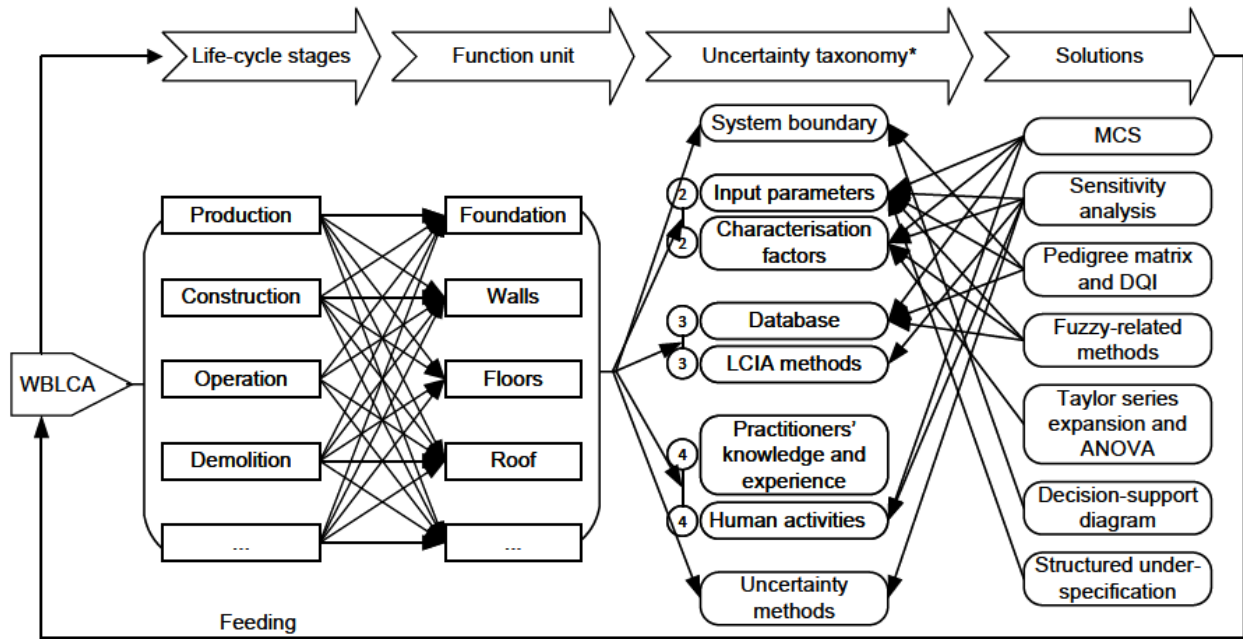 Life-cycle stages
Function unit
Uncertainty taxonomy*
Solutions
WBLCA
Production
Construction
Operation
Demolition
...
Foundation
Walls
Floors
Roof
...
System boundary
2
Input parameters
2
Characterisation
factors
3
Database
3
LCIA methods
4
Practitioners'
knowledge and
experience
4
Human activities
Uncertainty
methods
MCS
Sensitivity
analysis
Pedigree matrix
and DQI
Fuzzy-related
methods
Taylor series
expansion and
ANOVA
Decision-support
diagram
Structured under-
specification
Feeding